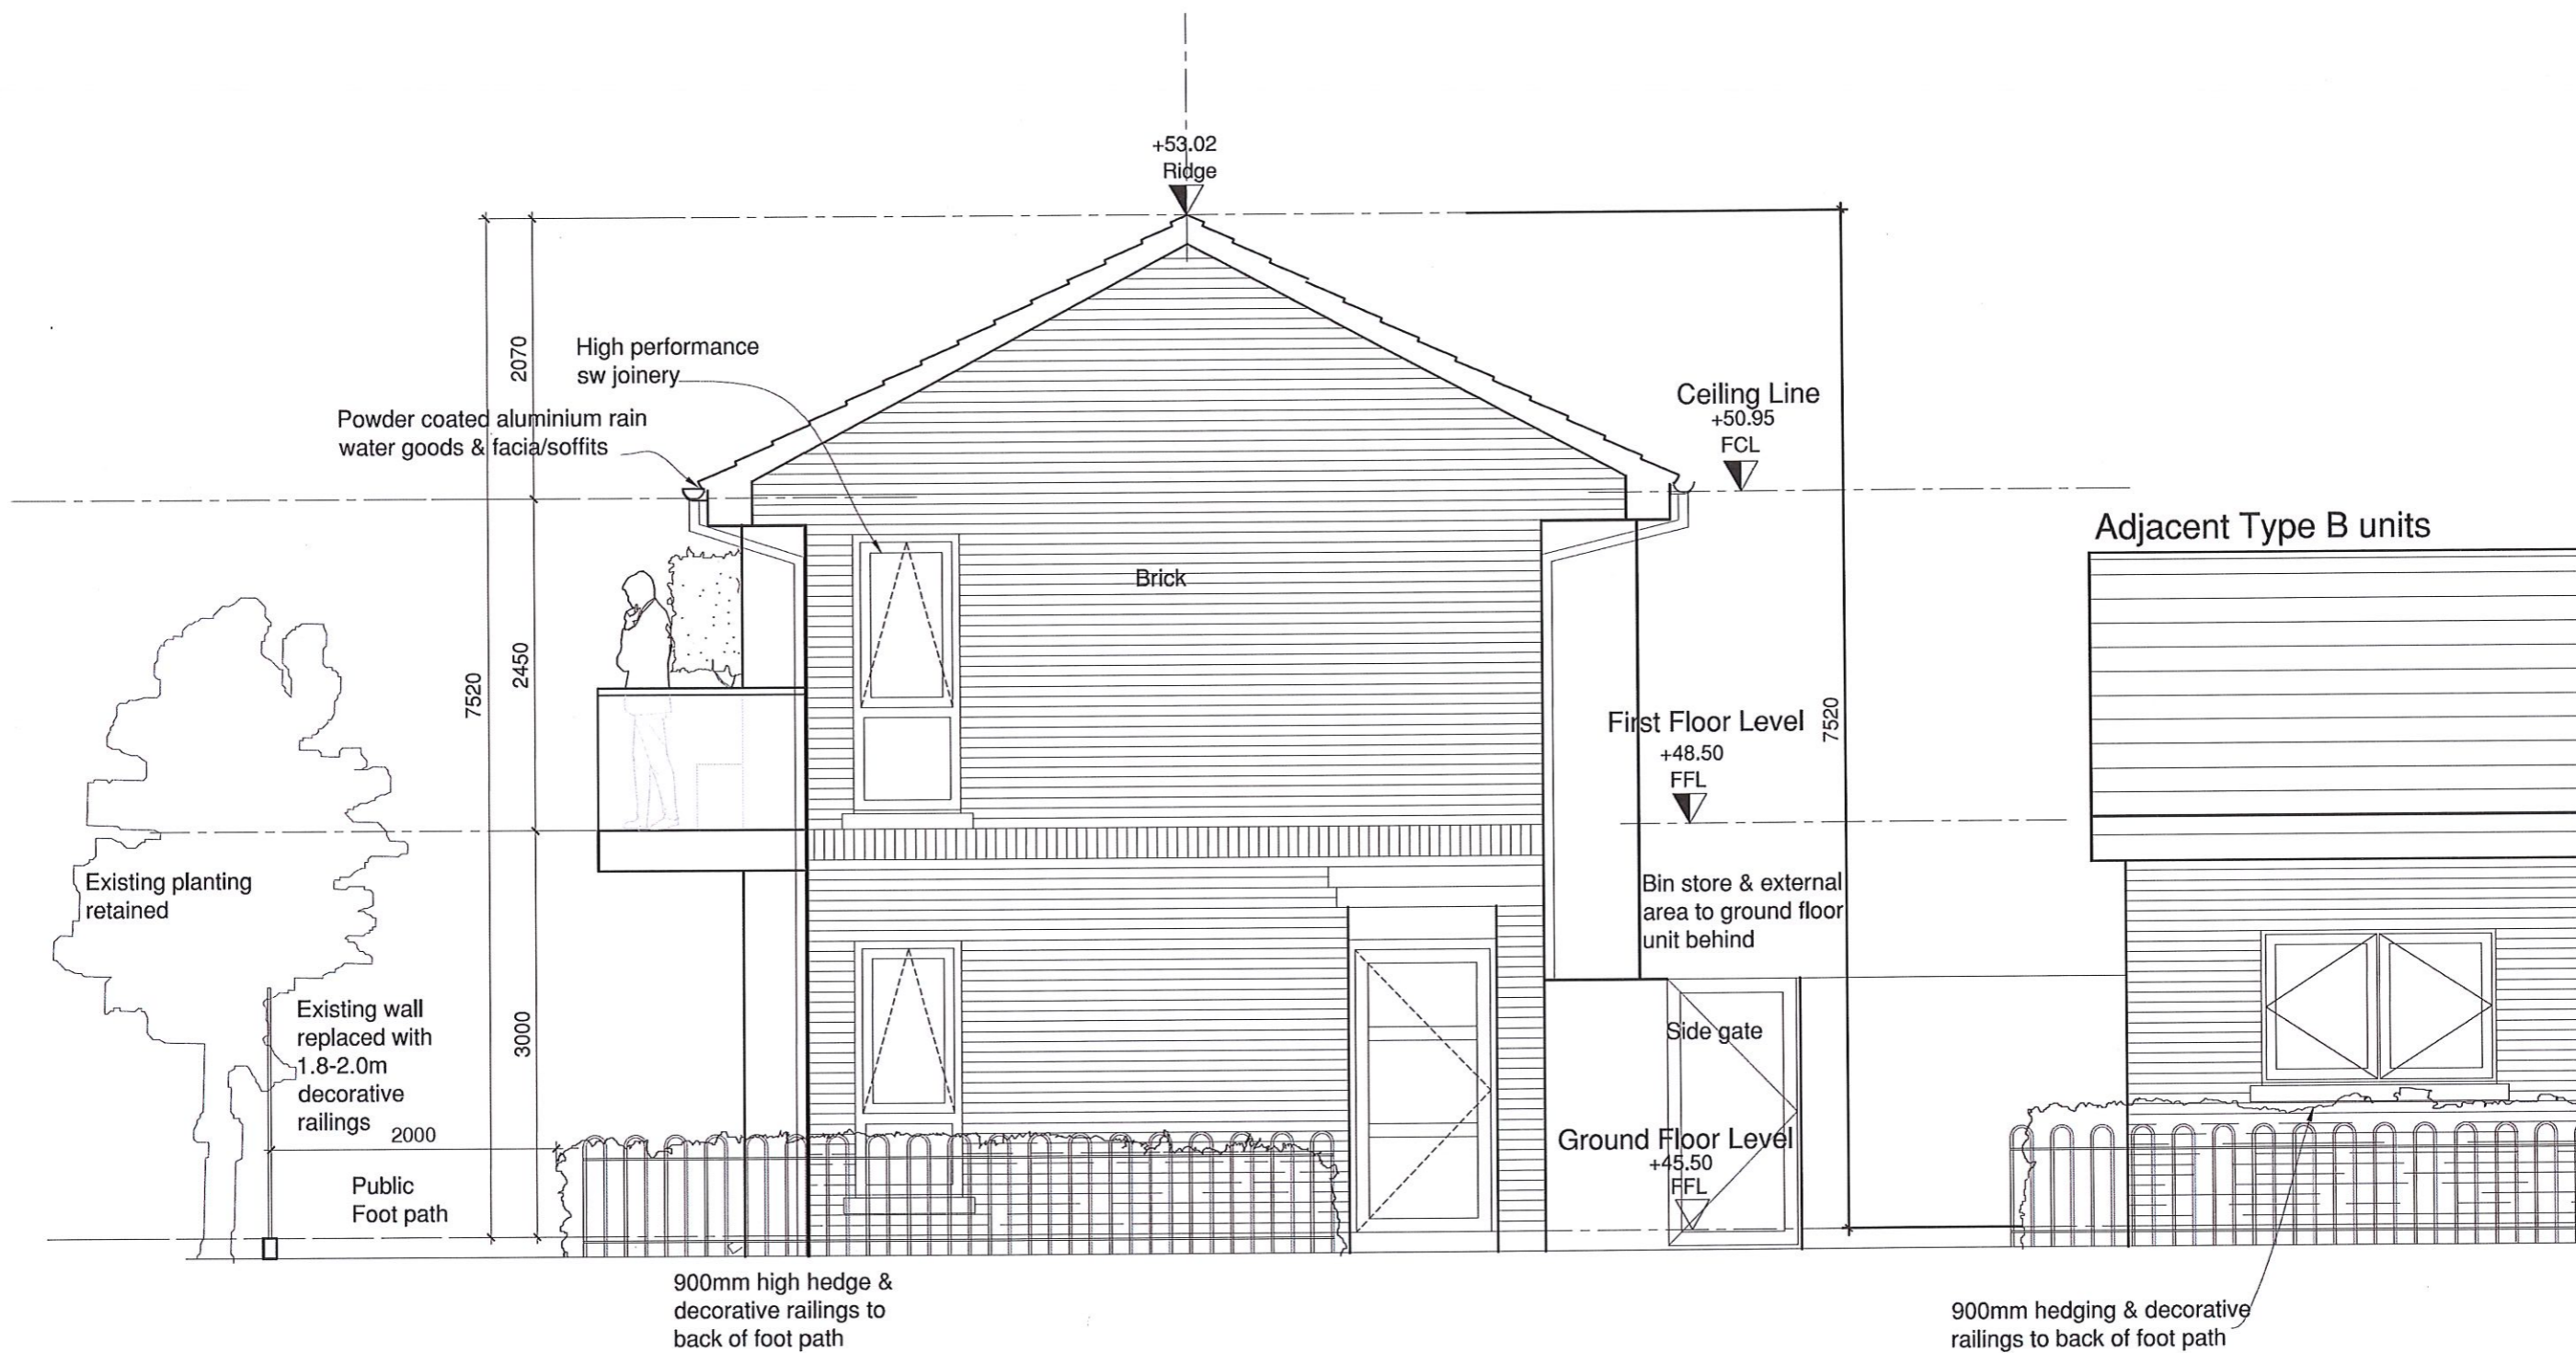 +53.02
Ridge
2070
High performance
sw joinery
Powder coated aluminium rain
water goods & facia/soffits
Ceiling Line
+50.95
FCL
Adjacent Type B units
Brick
2450
7520
First Floor Level
+48.50
FFL
7520
Existing planting
retained
Bin store & external
area to ground floor
unit behind
Existing wall
replaced with
1.8-2.0m
decorative
railings
3000
Side gate
2000
Ground Floor Level
+45.50
FFL
Public
Foot path
900mm high hedge &
decorative railings to
back of foot path
900mm hedging & decorative
railings to back of foot path